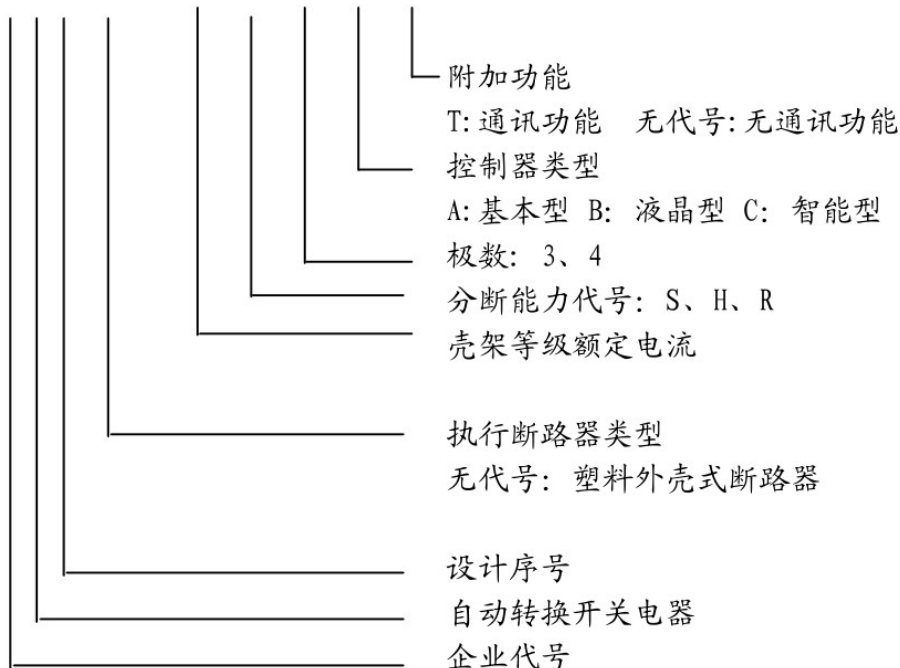 附加功能
T:通讯功能 无代号:无通讯功能
控制器类型
A:基本型 B: 液晶型 C: 智能型
极数: 3、4
分断能力代号: S、H、R
壳架等级额定电流
执行断路器类型
无代号: 塑料外壳式断路器
设计序号
自动转换开关电器
企业代号